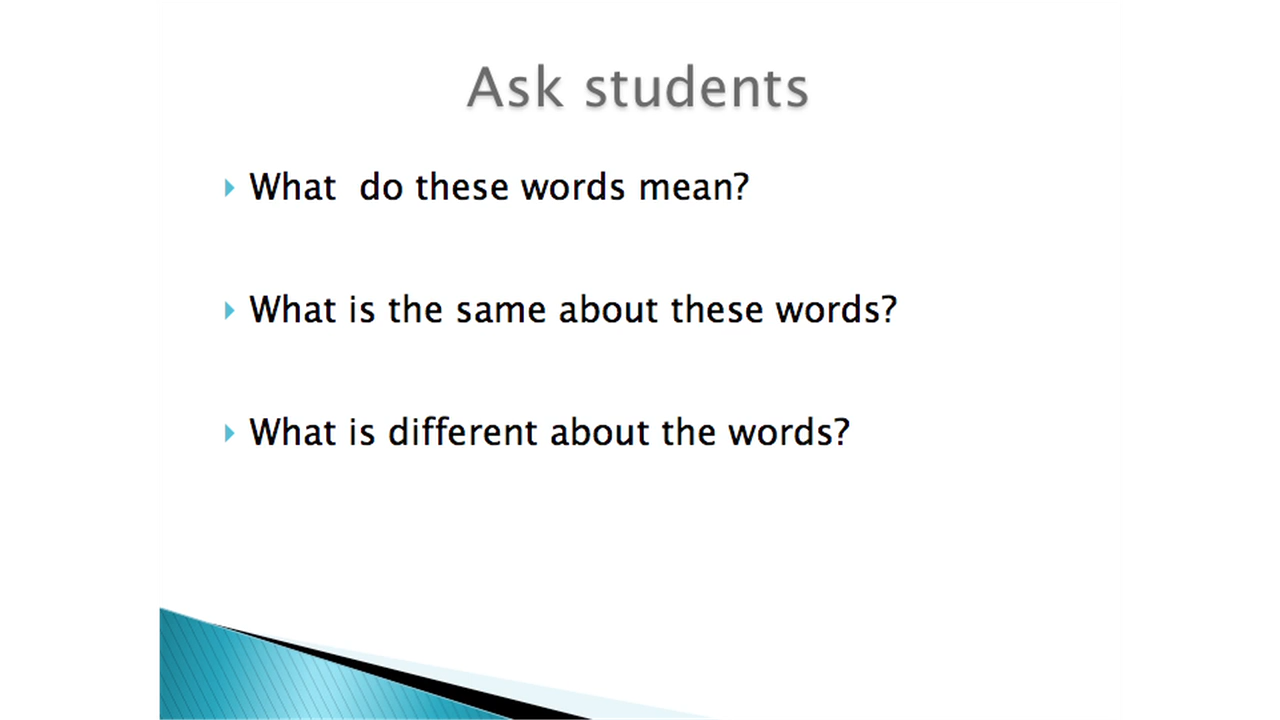 Ask students
What  do these words mean?
What is the same about these words?
What is different about the words?